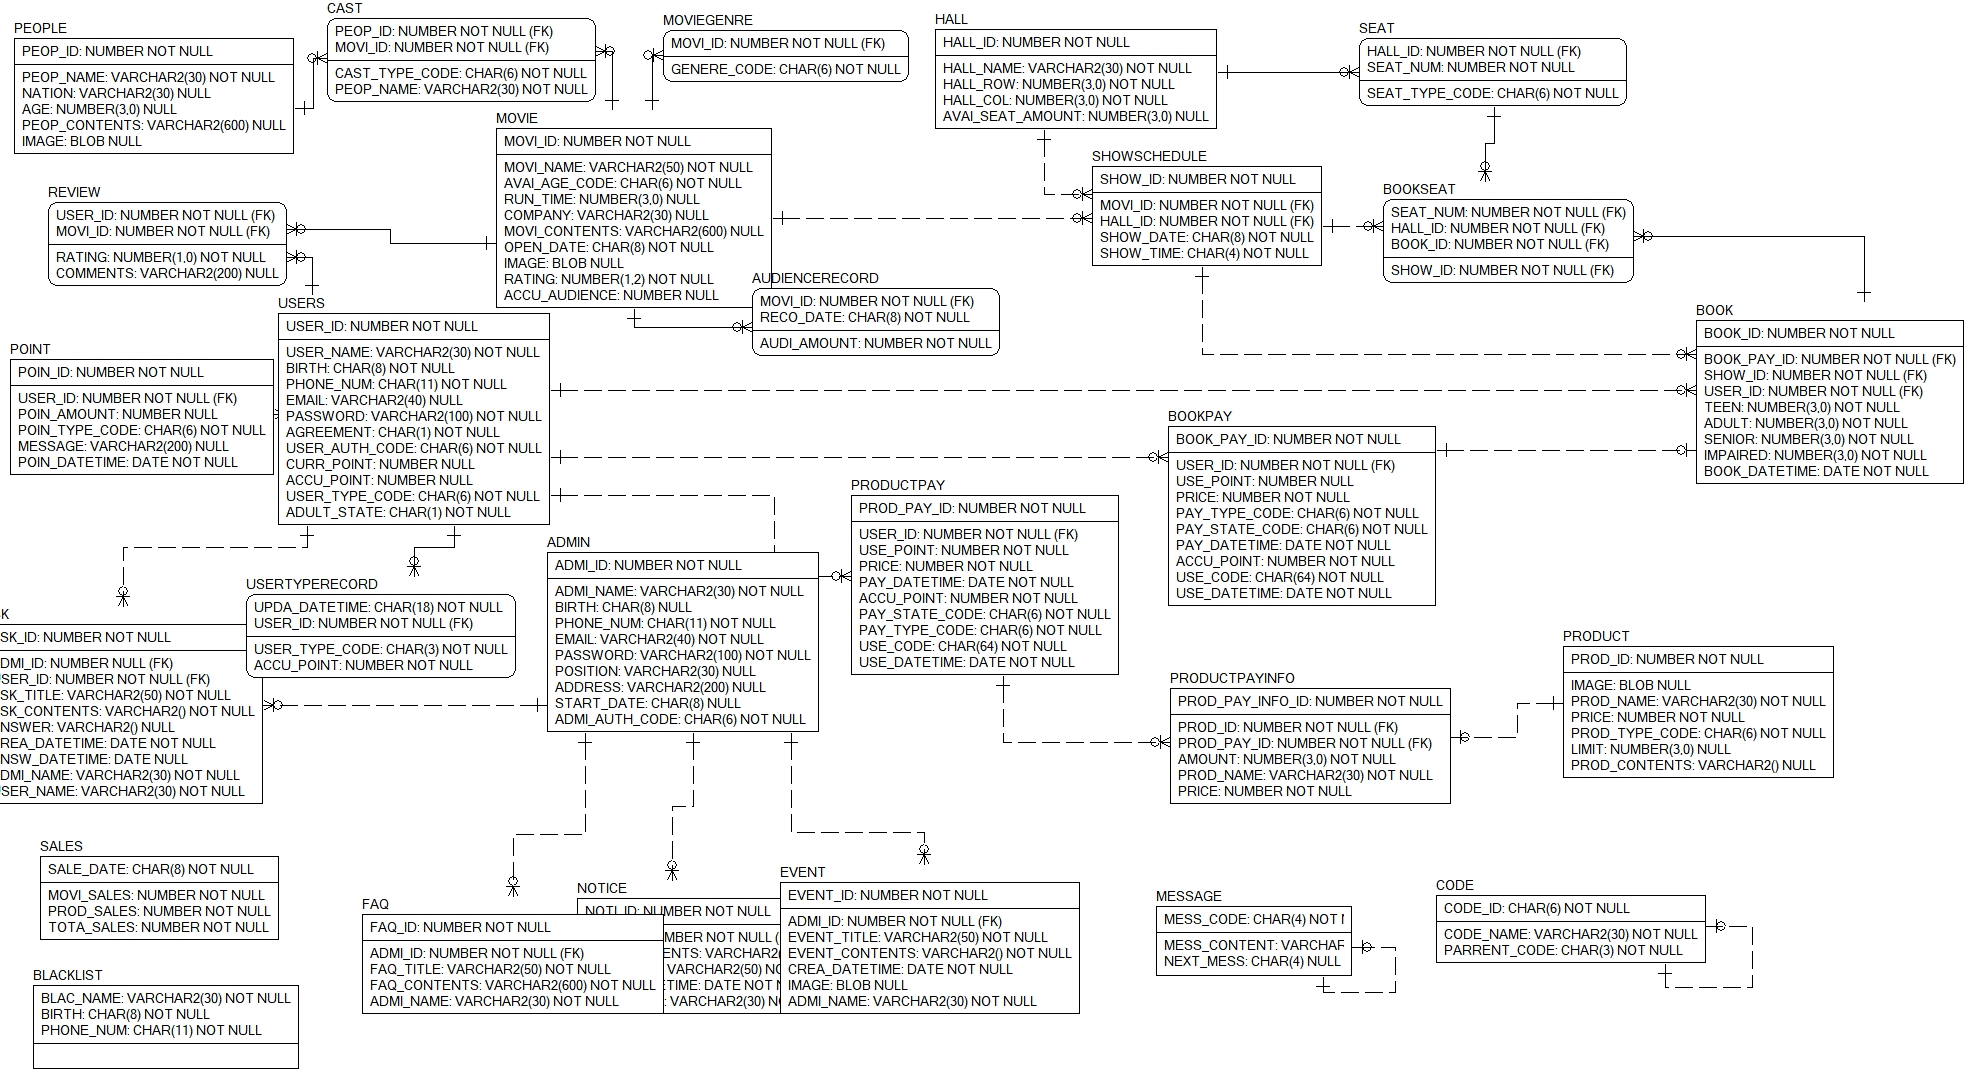 PEOPLE
PEOP_ID: NUMBER NOT NULL
PEOP_NAME: VARCHAR2(30) NOT NULL
NATION: VARCHAR2(30) NULL
AGE: NUMBER(3,0) NULL
PEOP_CONTENTS: VARCHAR2(600) NULL
IMAGE: BLOB NULL
CAST
PEOP_ID: NUMBER NOT NULL (FK)
MOVI_ID: NUMBER NOT NULL (FK)
CAST_TYPE_CODE: CHAR(6) NOT NULL
PEOP_NAME: VARCHAR2(30) NOT NULL
MOVIEGENRE
MOVI_ID: NUMBER NOT NULL (FK)
GENERE_CODE: CHAR(6) NOT NULL
HALL
HALL_ID: NUMBER NOT NULL
HALL_NAME: VARCHAR2(30) NOT NULL
HALL_ROW: NUMBER(3,0) NOT NULL
HALL_COL: NUMBER(3,0) NOT NULL
AVAI_SEAT_AMOUNT: NUMBER(3,0) NULL
SEAT
HALL_ID: NUMBER NOT NULL (FK)
SEAT_NUM: NUMBER NOT NULL
SEAT_TYPE_CODE: CHAR(6) NOT NULL
MOVIE
MOVI_ID: NUMBER NOT NULL
MOVI_NAME: VARCHAR2(50) NOT NULL
AVAI_AGE_CODE: CHAR(6) NOT NULL
RUN_TIME: NUMBER(3,0) NULL
COMPANY: VARCHAR2(30) NULL
MOVI_CONTENTS: VARCHAR2(600) NULL
OPEN_DATE: CHAR(8) NOT NULL
IMAGE: BLOB NULL
RATING: NUMBER(1,2) NOT NULL
ACCU_AUDIENCE: NUMBER NULL
SHOWSCHEDULE
SHOW_ID: NUMBER NOT NULL
MOVI_ID: NUMBER NOT NULL (FK)
HALL_ID: NUMBER NOT NULL (FK)
SHOW_DATE: CHAR(8) NOT NULL
SHOW_TIME: CHAR(4) NOT NULL
BOOKSEAT
SEAT_NUM: NUMBER NOT NULL (FK)
HALL_ID: NUMBER NOT NULL (FK)
BOOK_ID: NUMBER NOT NULL (FK)
SHOW_ID: NUMBER NOT NULL (FK)
REVIEW
USER_ID: NUMBER NOT NULL (FK)
MOVI_ID: NUMBER NOT NULL (FK)
RATING: NUMBER(1,0) NOT NULL
COMMENTS: VARCHAR2(200) NULL
AUDIENCERECORD
MOVI_ID: NUMBER NOT NULL (FK)
RECO_DATE: CHAR(8) NOT NULL
AUDI_AMOUNT: NUMBER NOT NULL
USERS
USER_ID: NUMBER NOT NULL
USER_NAME: VARCHAR2(30) NOT NULL
BIRTH: CHAR(8) NOT NULL
PHONE_NUM: CHAR(11) NOT NULL
EMAIL: VARCHAR2(40) NULL
PASSWORD: VARCHAR2(100) NOT NULL
AGREEMENT: CHAR(1) NOT NULL
USER_AUTH_CODE: CHAR(6) NOT NULL
CURR_POINT: NUMBER NULL
ACCU_POINT: NUMBER NULL
USER_TYPE_CODE: CHAR(6) NOT NULL
ADULT_STATE: CHAR(1) NOT NULL
BOOK
BOOK_ID: NUMBER NOT NULL
BOOK_PAY_ID: NUMBER NOT NULL (FK)
SHOW_ID: NUMBER NOT NULL (FK)
USER_ID: NUMBER NOT NULL (FK)
TEEN: NUMBER(3,0) NOT NULL
ADULT: NUMBER(3,0) NOT NULL
SENIOR: NUMBER(3,0) NOT NULL
IMPAIRED: NUMBER(3,0) NOT NULL
BOOK_DATETIME: DATE NOT NULL
POINT
POIN_ID: NUMBER NOT NULL
USER_ID: NUMBER NOT NULL (FK)
POIN_AMOUNT: NUMBER NULL
POIN_TYPE_CODE: CHAR(6) NOT NULL
MESSAGE: VARCHAR2(200) NULL
POIN_DATETIME: DATE NOT NULL
BOOKPAY
BOOK_PAY_ID: NUMBER NOT NULL
USER_ID: NUMBER NOT NULL (FK)
USE_POINT: NUMBER NULL
PRICE: NUMBER NOT NULL
PAY_TYPE_CODE: CHAR(6) NOT NULL
PAY_STATE_CODE: CHAR(6) NOT NULL
PAY_DATETIME: DATE NOT NULL
ACCU_POINT: NUMBER NOT NULL
USE_CODE: CHAR(64) NOT NULL
USE_DATETIME: DATE NOT NULL
PRODUCTPAY
PROD_PAY_ID: NUMBER NOT NULL
USER_ID: NUMBER NOT NULL (FK)
USE_POINT: NUMBER NOT NULL
PRICE: NUMBER NOT NULL
PAY_DATETIME: DATE NOT NULL
ACCU_POINT: NUMBER NOT NULL
PAY_STATE_CODE: CHAR(6) NOT NULL
PAY_TYPE_CODE: CHAR(6) NOT NULL
USE_CODE: CHAR(64) NOT NULL
USE_DATETIME: DATE NOT NULL
ADMIN
ADMI_ID: NUMBER NOT NULL
ADMI_NAME: VARCHAR2(30) NOT NULL
BIRTH: CHAR(8) NULL
PHONE_NUM: CHAR(11) NOT NULL
EMAIL: VARCHAR2(40) NOT NULL
PASSWORD: VARCHAR2(100) NOT NULL
POSITION: VARCHAR2(30) NULL
ADDRESS: VARCHAR2(200) NULL
START_DATE: CHAR(8) NULL
ADMI_AUTH_CODE: CHAR(6) NOT NULL
USERTYPERECORD
UPDA_DATETIME: CHAR(18) NOT NULL
USER_ID: NUMBER NOT NULL (FK)
USER_TYPE_CODE: CHAR(3) NOT NULL
ACCU_POINT: NUMBER NOT NULL
K
SK_ID: NUMBER NOT NULL
DMI_ID: NUMBER NULL (FK)
SER_ID: NUMBER NOT NULL (FK)
SK_TITLE: VARCHAR2(50) NOT NULL
SK_CONTENTS: VARCHAR2() NOT NULL
NSWER: VARCHAR2() NULL
REA_DATETIME: DATE NOT NULL
NSW_DATETIME: DATE NULL
DMI_NAME: VARCHAR2(30) NOT NULL
SER_NAME: VARCHAR2(30) NOT NULL
PRODUCT
PROD_ID: NUMBER NOT NULL
IMAGE: BLOB NULL
PROD_NAME: VARCHAR2(30) NOT NULL
PRICE: NUMBER NOT NULL
PROD_TYPE_CODE: CHAR(6) NOT NULL
LIMIT: NUMBER(3,0) NULL
PROD_CONTENTS: VARCHAR2() NULL
PRODUCTPAYINFO
PROD_PAY_INFO_ID: NUMBER NOT NULL
PROD_ID: NUMBER NOT NULL (FK)
PROD_PAY_ID: NUMBER NOT NULL (FK)
AMOUNT: NUMBER(3,0) NOT NULL
PROD_NAME: VARCHAR2(30) NOT NULL
PRICE: NUMBER NOT NULL
SALES
SALE_DATE: CHAR(8) NOT NULL
MOVI_SALES: NUMBER NOT NULL
PROD_SALES: NUMBER NOT NULL
TOTA_SALES: NUMBER NOT NULL
BLACKLIST
BLAC_NAME: VARCHAR2(30) NOT NULL
BIRTH: CHAR(8) NOT NULL
PHONE_NUM: CHAR(11) NOT NULL
FAQ
FAQ_ID: NUMBER NOT NULL
ADMI_ID: NUMBER NOT NULL (FK)
FAQ_TITLE: VARCHAR2(50) NOT NULL
FAQ_CONTENTS: VARCHAR2(600) NOT NULL
ADMI_NAME: VARCHAR2(30) NOT NULL
NOTICE
NOTI_ID: NUMBER NOT NULL
MBER NOT NULL (
ENTS: VARCHAR2(
VARCHAR2(50) NO
TIME: DATE NOT N
: VARCHAR2(30) N
EVENT
EVENT_ID: NUMBER NOT NULL
ADMI_ID: NUMBER NOT NULL (FK)
EVENT_TITLE: VARCHAR2(50) NOT NULL
EVENT_CONTENTS: VARCHAR2() NOT NULL
CREA_DATETIME: DATE NOT NULL
IMAGE: BLOB NULL
ADMI_NAME: VARCHAR2(30) NOT NULL
MESSAGE
MESS_CODE: CHAR(4) NOT N
MESS_CONTENT: VARCHAR
NEXT_MESS: CHAR(4) NULL
CODE
CODE_ID: CHAR(6) NOT NULL
CODE_NAME: VARCHAR2(30) NOT NULL
PARRENT_CODE: CHAR(3) NOT NULL